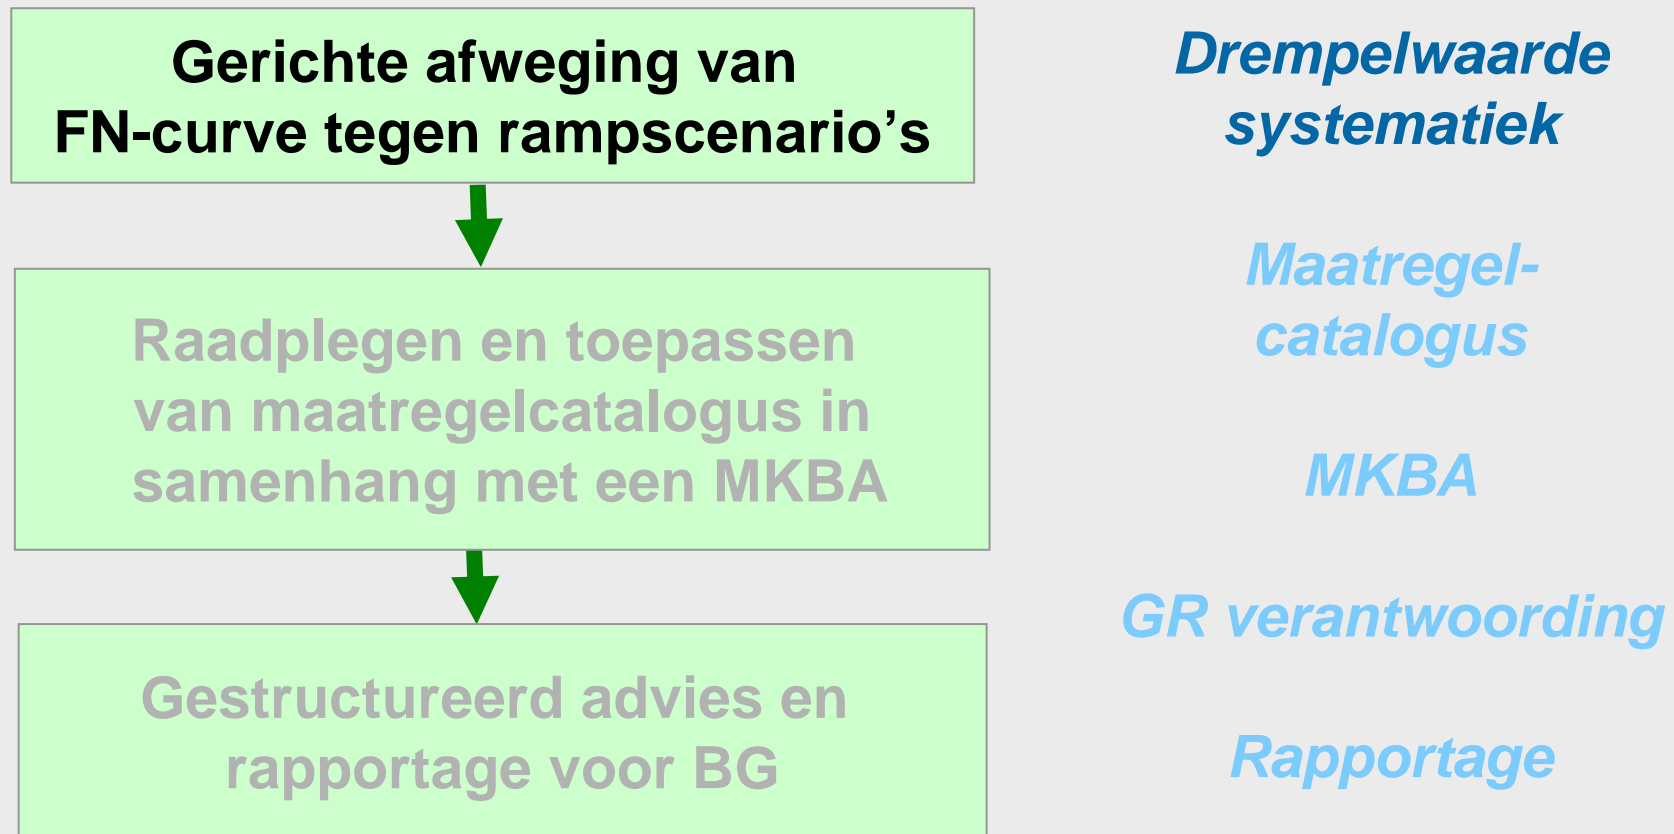 Gerichte afweging van
FN-curve tegen rampscenario’s
Drempelwaarde
systematiek
Raadplegen en toepassen
van maatregelcatalogus in
samenhang met een MKBA
Maatregel-
catalogus
MKBA
Gestructureerd advies en
rapportage voor BG
GR verantwoording
Rapportage